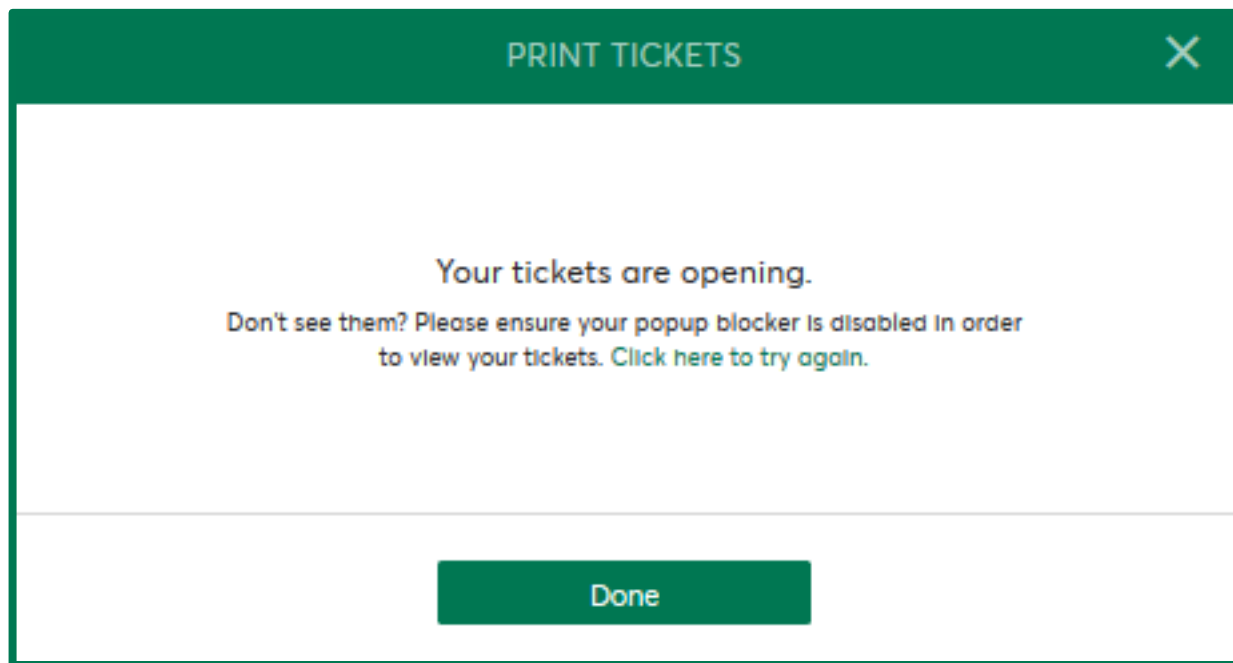 PRINT TICKETS
Your tickets are opening.
Don't see them? Please ensure your popup blocker is disabled in order
to view your tickets. Click here to try again.
Done